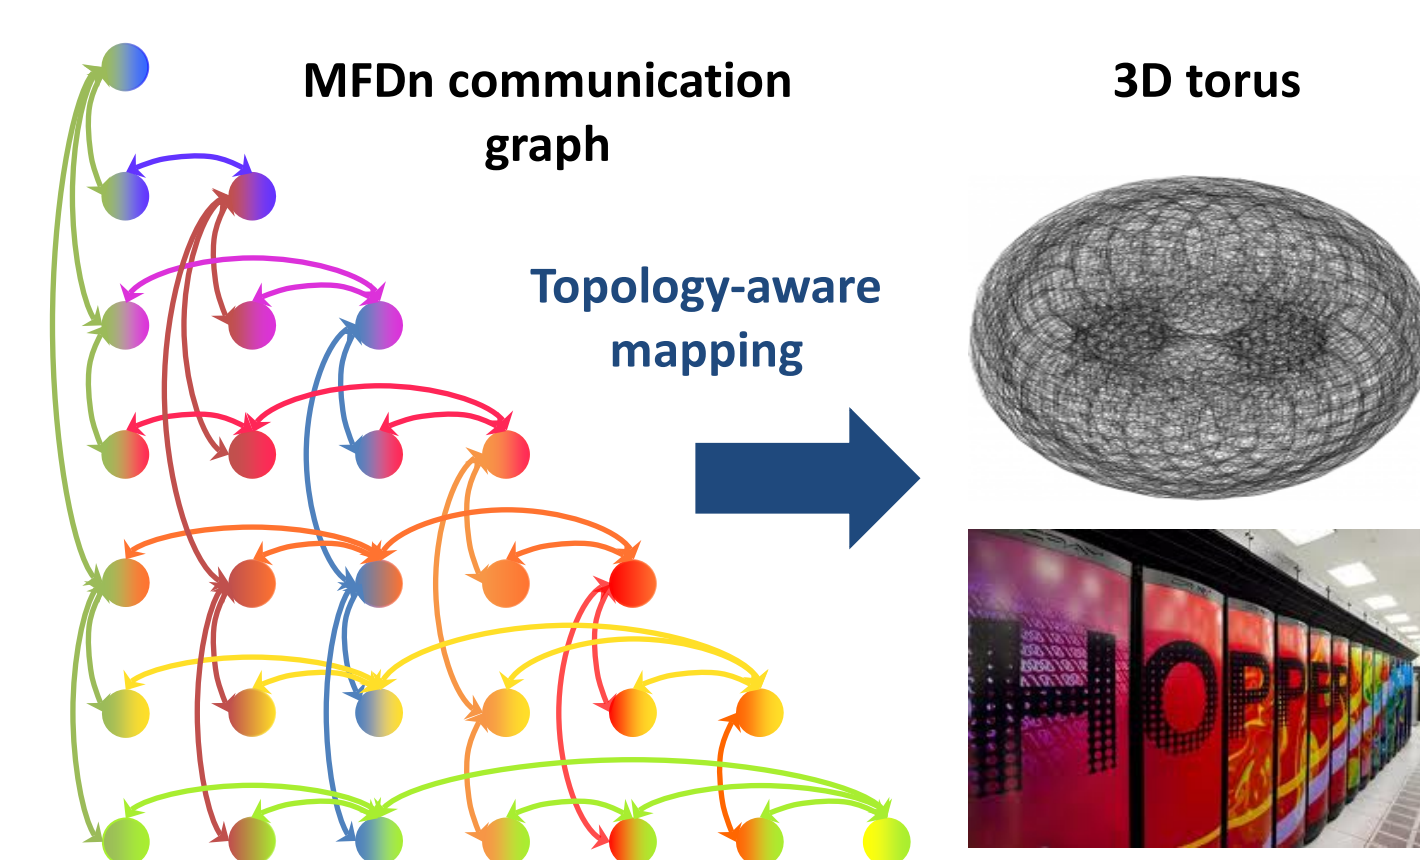 MFDn communication
graph
3D torus
Topology-aware
mapping
HOPPER